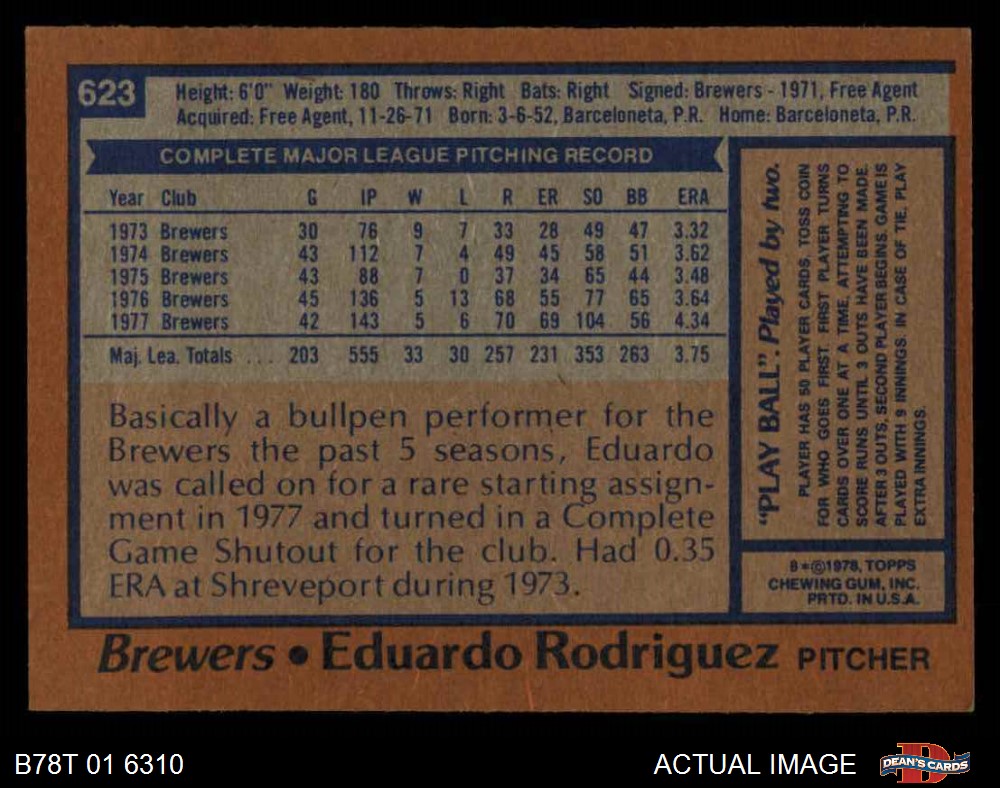 623
Height: 6'0" Weight: 180 Throws: Right Bats: Right Signed: Brewers - 1971, Free Agent
Acquired: Free Agent, 11-26-71 Born: 3-6-52, Barceloneta, P.R. Home: Barceloneta, P.R.
COMPLETE MAJOR LEAGUE PITCHING RECORD
Year Club G IP W L R ER SO BB ERA
1973 Brewers 30 76 9 7 33 28 49 47 3.32
1974 Brewers 43 112 7 4 49 45 58 51 3.62
1975 Brewers 43 88 7 0 37 34 65 44 3.48
1976 Brewers 45 136 5 13 68 55 77 65 3.64
1977 Brewers 42 143 5 6 70 69 104 56 4.34
Maj. Lea. Totals ... 203 555 33 30 257 231 353 263 3.75
Basically a bullpen performer for the
Brewers the past 5 seasons, Eduardo
was called on for a rare starting assign-
ment in 1977 and turned in a Complete
Game Shutout for the club. Had 0.35
ERA at Shreveport during 1973.
"PLAY BALL". Played by two.
PLAYER HAS 50 PLAYER CARDS. TOSS COIN
FOR WHO GOES FIRST. FIRST PLAYER TURNS
CARDS OVER ONE AT A TIME, ATTEMPTING TO
SCORE RUNS UNTIL 3 OUTS HAVE BEEN MADE.
AFTER 3 OUTS, SECOND PLAYER BEGINS. GAME IS
PLAYED WITH 9 INNINGS. IN CASE OF TIE, PLAY
EXTRA INNINGS.
B*©1978, TOPPS
CHEWING GUM, INC.
PRTD. IN U.S.A.
Brewers • Eduardo Rodriguez PITCHER
B78T 01 6310
ACTUAL IMAGE
D
DEAN'S CARDS